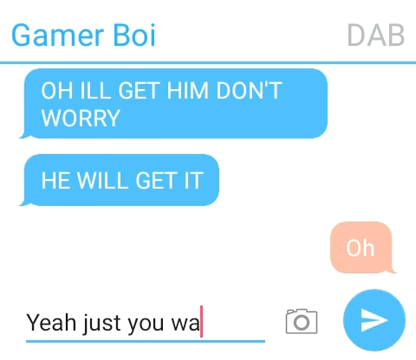 Gamer Boi DAB
OH ILL GET HIM DON'T
WORRY
HE WILL GET IT
Oh
Yeah just you wa